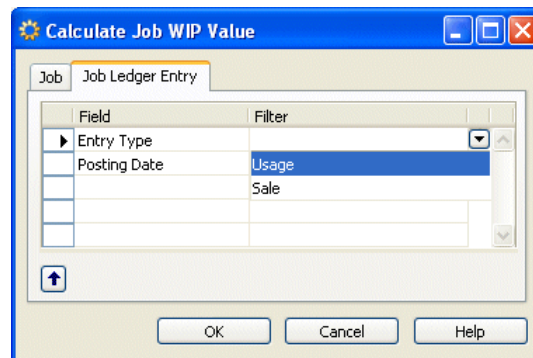 Calculate Job WIP Value
Job Job Ledger Entry
Field Filter
Entry Type
Posting Date Usage
Sale
OK Cancel Help